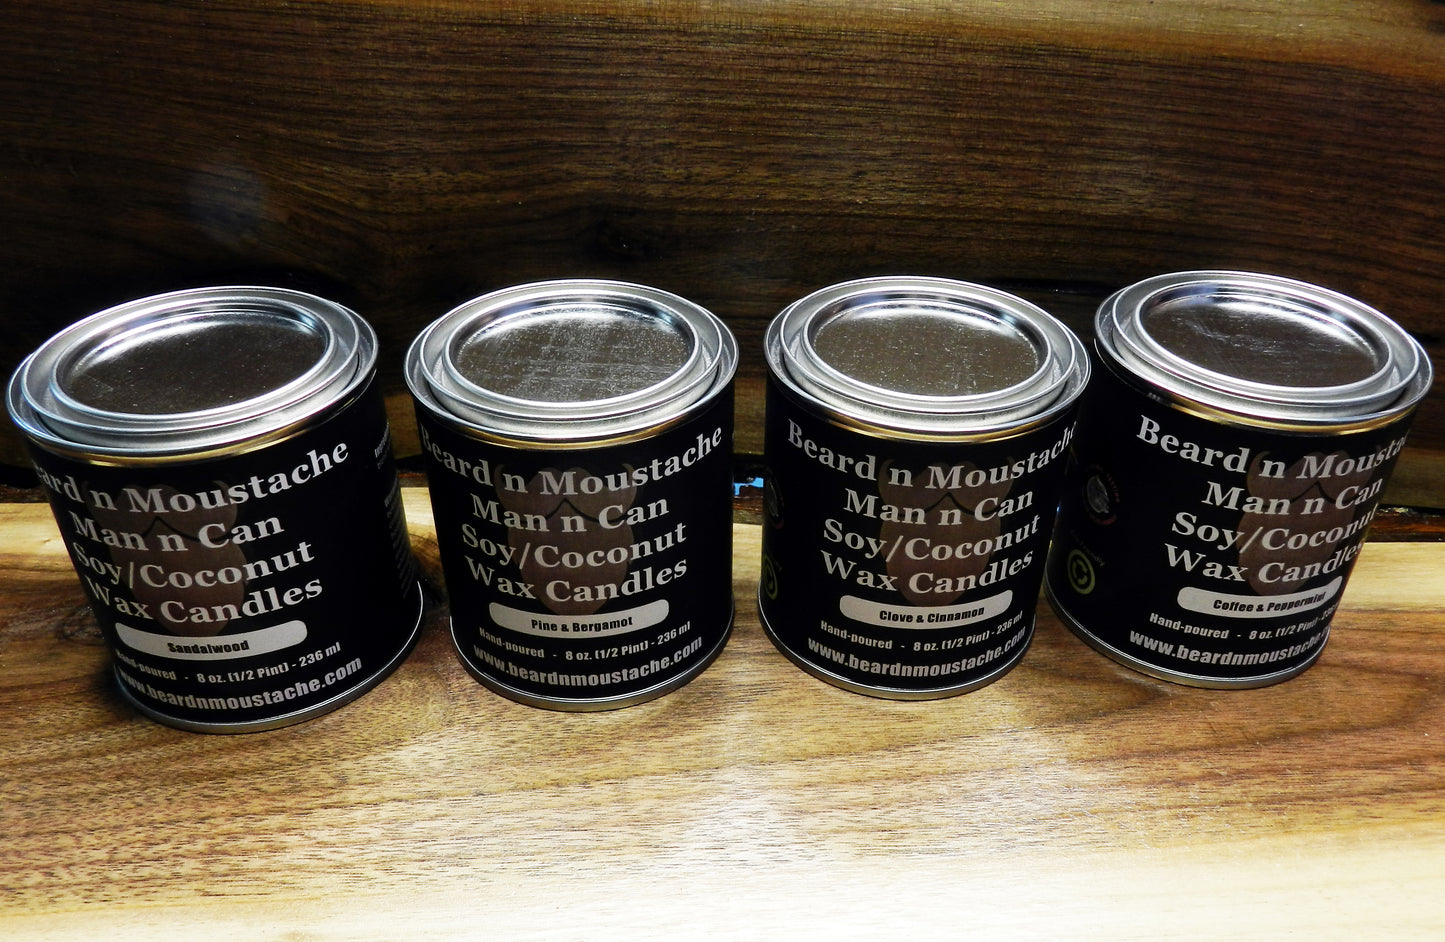 Beard n Moustache
Man n Can
Soy/Coconut
Wax Candles
Sandalwood
Hand-poured - 8 oz. (1/2 Pint) - 236 ml
www.beardnmoustache.com
Beard n Moustache
Man n Can
Soy/Coconut
Wax Candles
Pine & Bergamot
Hand-poured - 8 oz. (1/2 Pint) - 236 ml
www.beardnmoustache.com
Beard n Moustache
Man n Can
Soy/Coconut
Wax Candles
Clove & Cinnamon
Hand-poured - 8 oz. (1/2 Pint) - 236 ml
www.beardnmoustache.com
Beard n Mousta
Man n Can
Soy/Coconut
Wax Candles
Coffee & Peppermint
Hand-poured - 8 oz. (1/2 Pint) - 236
www.beardnmoustache